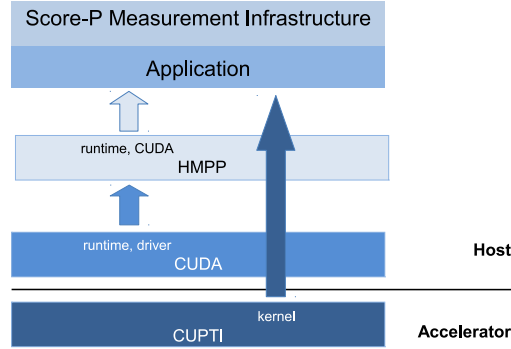 Score-P Measurement Infrastructure
Application
runtime, CUDA
HMPP
runtime, driver
CUDA
Host
kernel
CUPTI
Accelerator